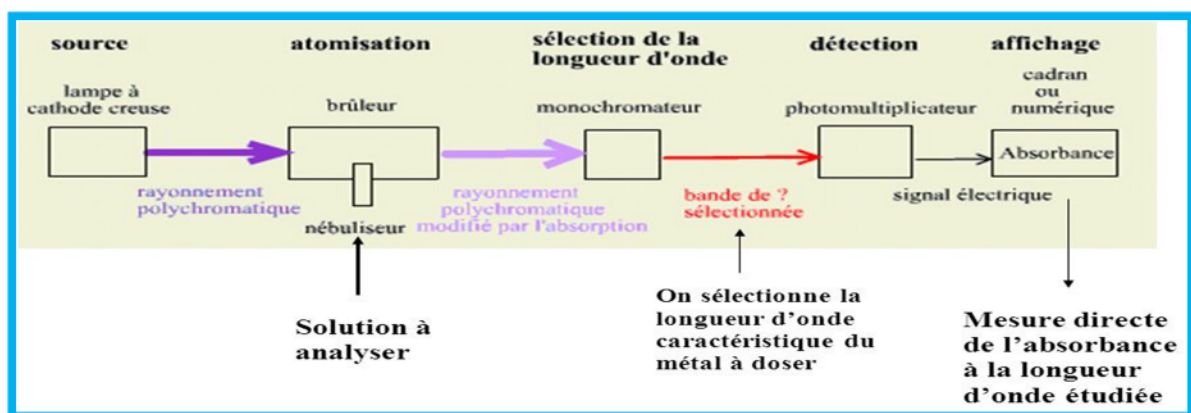 source
atomisation
sélection de la
longueur d'onde
détection
affichage
lampe à
cathode creuse
brûleur
monochromateur
photomultiplicateur
cadran
ou
numérique
Absorbance
rayonnement
polychromatique
nébuliseur
rayonnement
polychromatique
modifié par l'absorption
bande de ?
sélectionnée
signal électrique
Solution à
analyser
On sélectionne la
longueur d'onde
caractéristique du
métal à doser
Mesure directe
de l'absorbance
à la longueur
d'onde étudiée